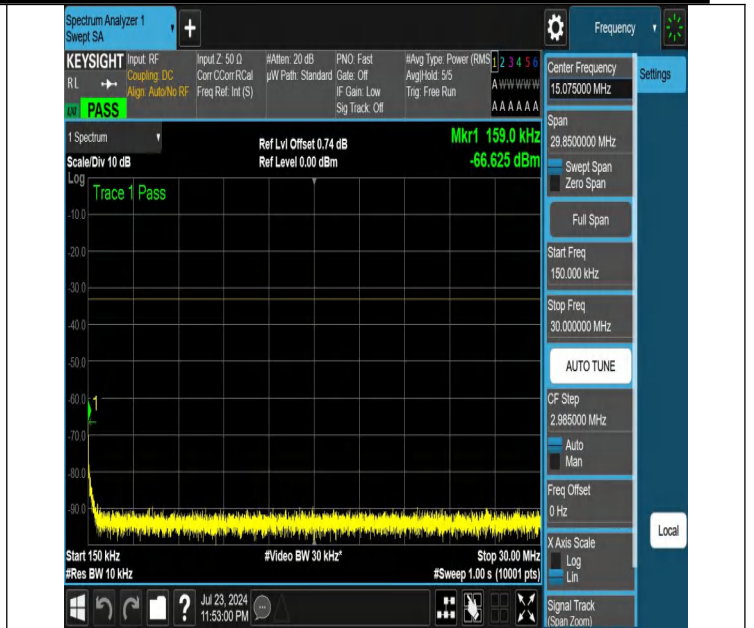 Spectrum Analyzer 1
Swept SA
+
Frequency
KEYSIGHT
RL
PASS
Input: RF
Coupling: DC
Align: Auto/No RF
Input Z: 50 Ω
Corr CCorr RCal
Freq Ref: Int (S)
#Atten: 20 dB
µW Path: Standard
PNO: Fast
Gate: Off
IF Gain: Low
Sig Track: Off
#Avg Type: Power (RMS
Avg|Hold: 5/5
Trig: Free Run
1 2 3 4 5 6
A W W W W W
A A A A A A
1 Spectrum
Scale/Div 10 dB
Ref Lvl Offset 0.74 dB
Ref Level 0.00 dBm
Mkr1 159.0 kHz
-66.625 dBm
Log
Trace 1 Pass
-10.0
-20.0
-30.0
-40.0
-50.0
-60.0
1
-70.0
-80.0
-90.0
Start 150 kHz
#Video BW 30 kHz*
Stop 30.00 MHz
#Res BW 10 kHz
#Sweep 1.00 s (10001 pts)
?
Jul 23, 2024
11:53:00 PM
Center Frequency
15.075000 MHz
Settings
Span
29.8500000 MHz
Swept Span
Zero Span
Full Span
Start Freq
150.000 kHz
Stop Freq
30.000000 MHz
AUTO TUNE
CF Step
2.985000 MHz
Auto
Man
Freq Offset
0 Hz
X Axis Scale
Log
Lin
Local
Signal Track
(Span Zoom)